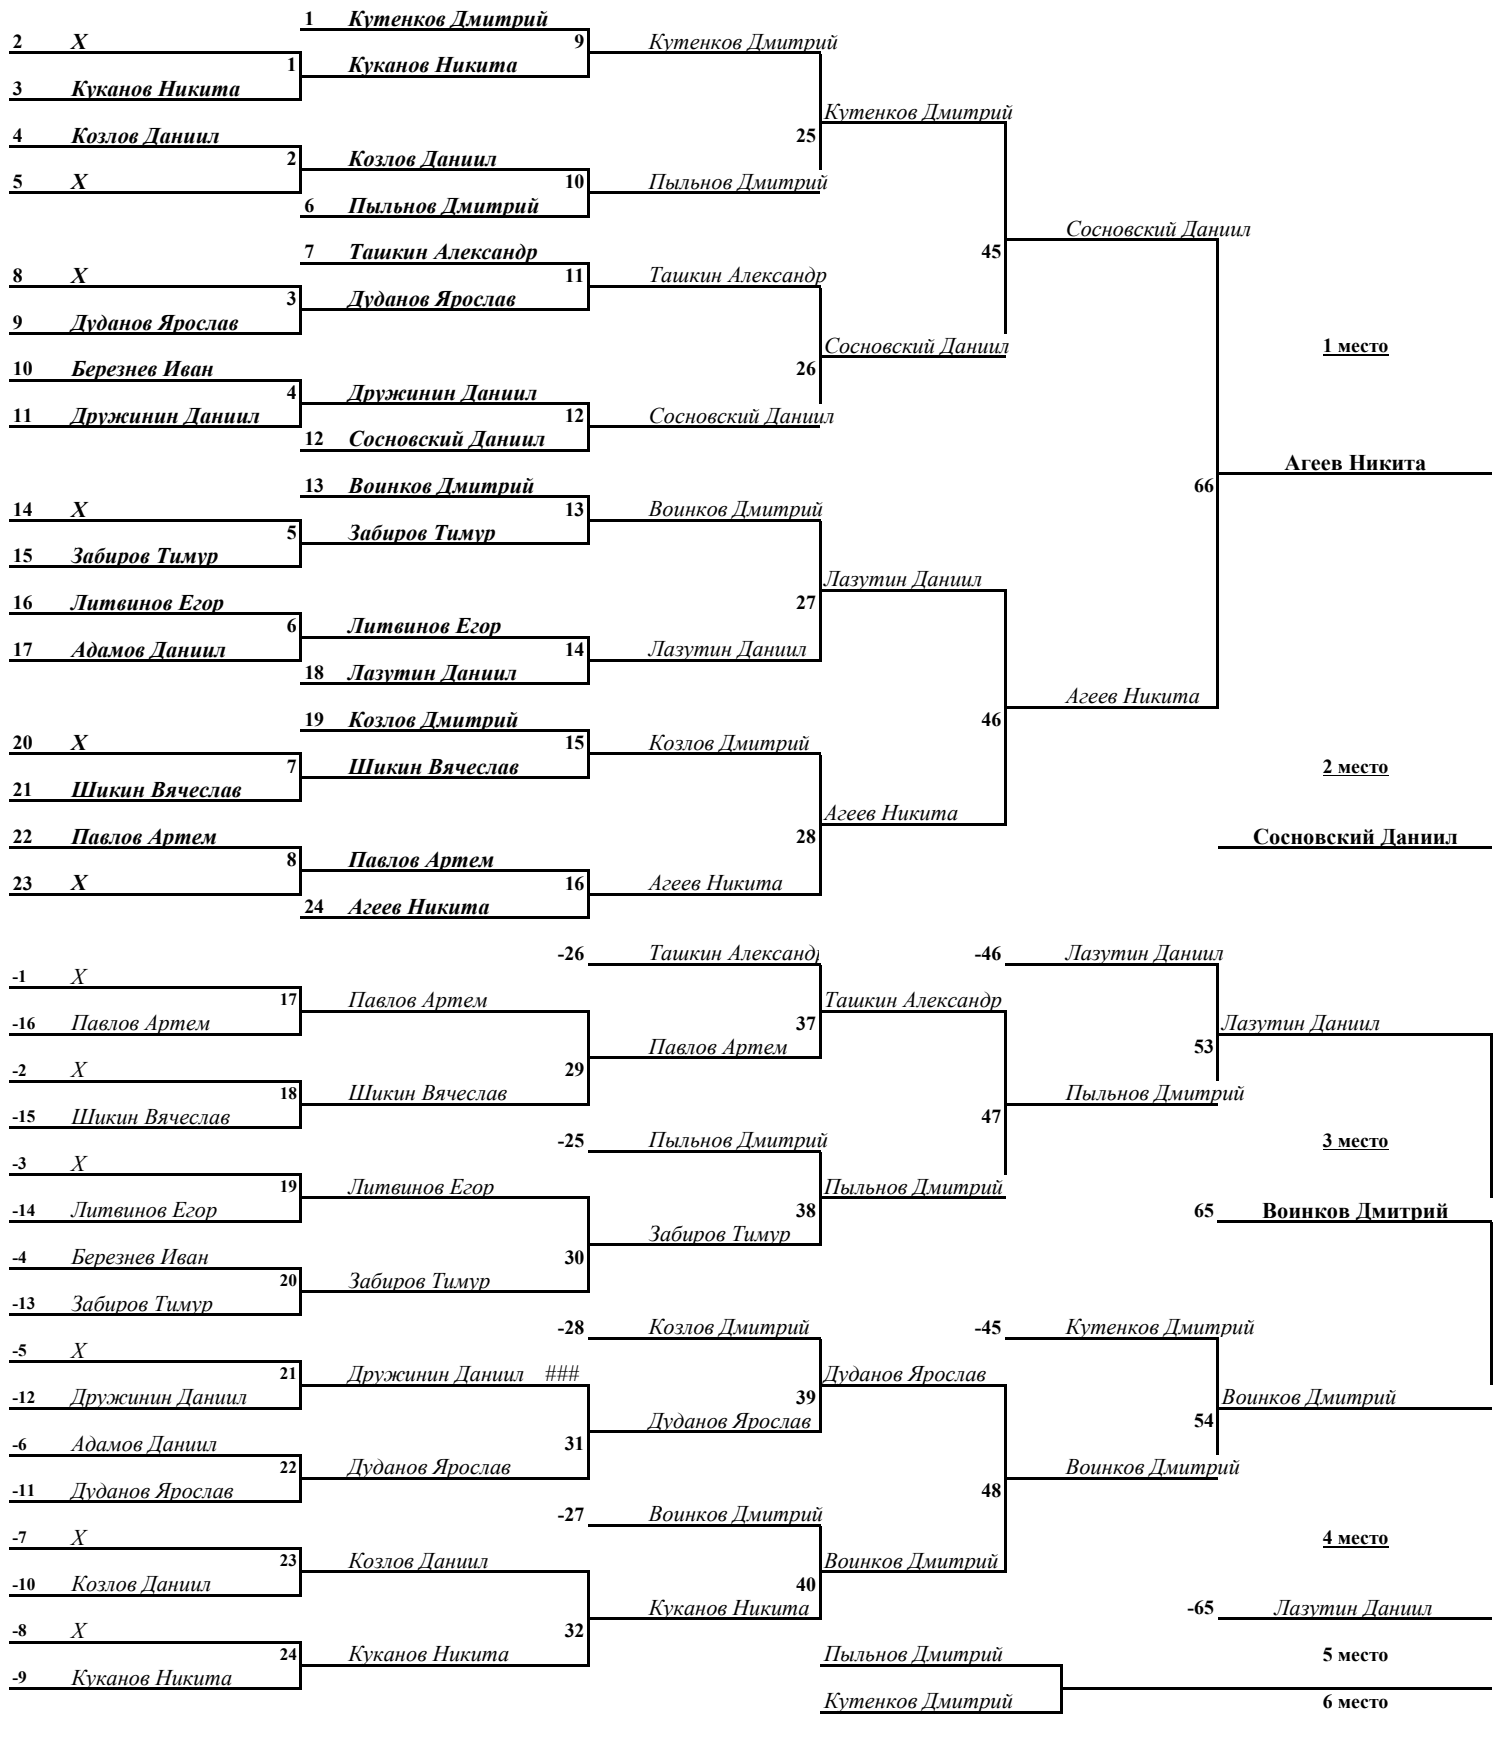 1 Кутенков Дмитрий
2 X 9 Кутенков Дмитрий
1 Куканов Никита
3 Куканов Никита
Кутенков Дмитрий
4 Козлов Даниил 25
2 Козлов Даниил
5 X 10 Пыльнов Дмитрий
6 Пыльнов Дмитрий
Сосновский Даниил
7 Ташкин Александр 45
8 X 11 Ташкин Александр
3 Дуданов Ярослав
9 Дуданов Ярослав
Сосновский Даниил 1 место
10 Березнев Иван 26
4 Дружинин Даниил
11 Дружинин Даниил 12 Сосновский Даниил
12 Сосновский Даниил
Агеев Никита
13 Воинков Дмитрий 66
14 X 13 Воинков Дмитрий
5 Забиров Тимур
15 Забиров Тимур
Лазутин Даниил
16 Литвинов Егор 27
6 Литвинов Егор
17 Адамов Даниил 14 Лазутин Даниил
18 Лазутин Даниил
Агеев Никита
19 Козлов Дмитрий 46
20 X 15 Козлов Дмитрий
7 Шикин Вячеслав 2 место
21 Шикин Вячеслав
Агеев Никита
22 Павлов Артем 28 Сосновский Даниил
8 Павлов Артем
23 X 16 Агеев Никита
24 Агеев Никита
-26 Ташкин Александ -46 Лазутин Даниил
-1 X
17 Павлов Артем Ташкин Александр
-16 Павлов Артем 37 Лазутин Даниил
Павлов Артем 53
-2 X 29
18 Шикин Вячеслав Пыльнов Дмитрий
-15 Шикин Вячеслав 47
-25 Пыльнов Дмитрий 3 место
-3 X
19 Литвинов Егор Пыльнов Дмитрий
-14 Литвинов Егор 38 65 Воинков Дмитрий
Забиров Тимур
-4 Березнев Иван 30
20 Забиров Тимур
-13 Забиров Тимур
-28 Козлов Дмитрий -45 Кутенков Дмитрий
-5 X
21 Дружинин Даниил ### Дуданов Ярослав
-12 Дружинин Даниил 39 Воинков Дмитрий
Дуданов Ярослав 54
-6 Адамов Даниил 31
22 Дуданов Ярослав Воинков Дмитрий
-11 Дуданов Ярослав 48
-27 Воинков Дмитрий
-7 X 4 место
23 Козлов Даниил Воинков Дмитрий
-10 Козлов Даниил 40
Куканов Никита -65 Лазутин Даниил
-8 X 32
24 Куканов Никита Пыльнов Дмитрий 5 место
-9 Куканов Никита
Кутенков Дмитрий 6 место